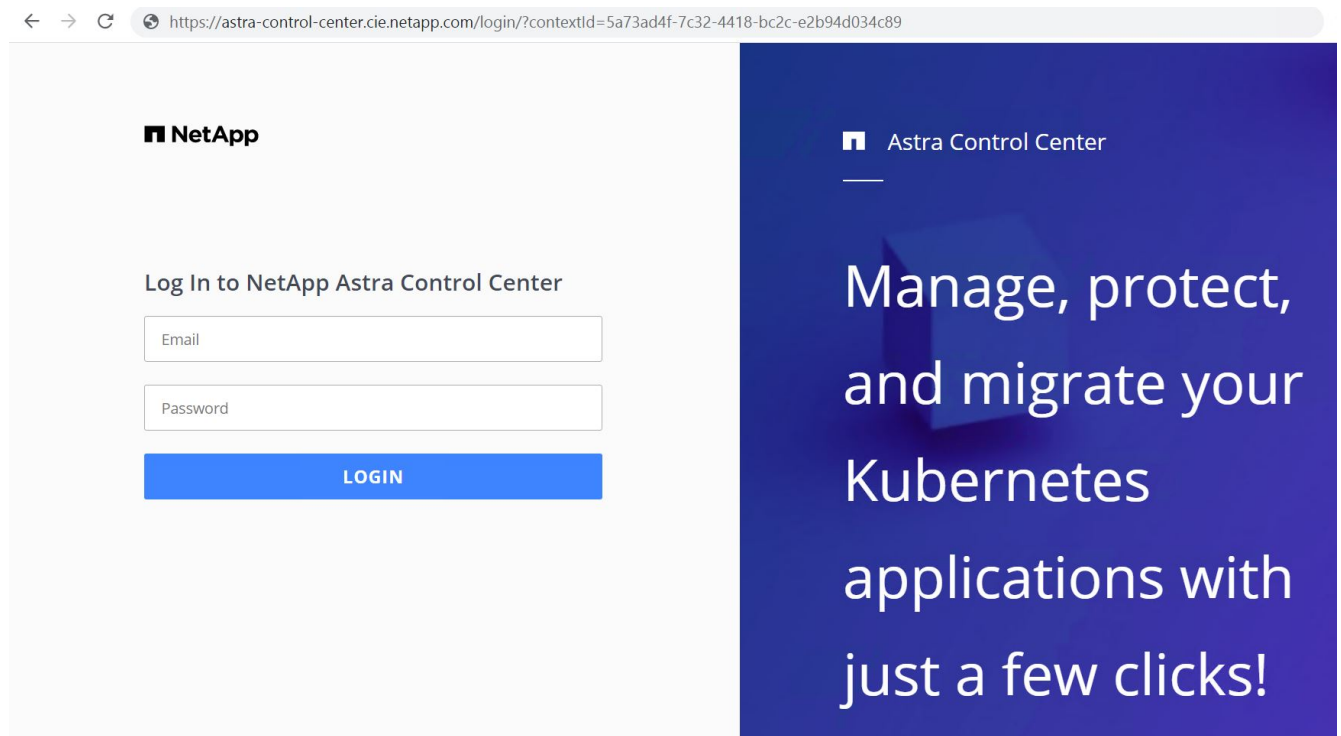 https://astra-control-center.cie.netapp.com/login/?contextId=5a73ad4f-7c32-4418-bc2c-e2b94d034c89
NetApp
Log In to NetApp Astra Control Center
Email
Password
LOGIN
Astra Control Center
Manage, protect,
and migrate your
Kubernetes
applications with
just a few clicks!